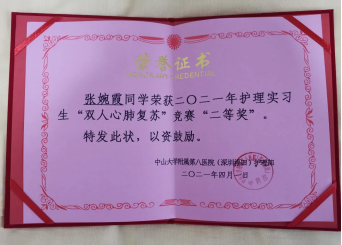 荣誉证书
HONORARY CREDENTIAL
张婉霞同学荣获二〇二一年护理实习
生“双人心肺复苏”竞赛“二等奖”。
特发此状，以资鼓励。
中山大学附属第八医院（深圳福田）护理部
二〇二一年四月一日